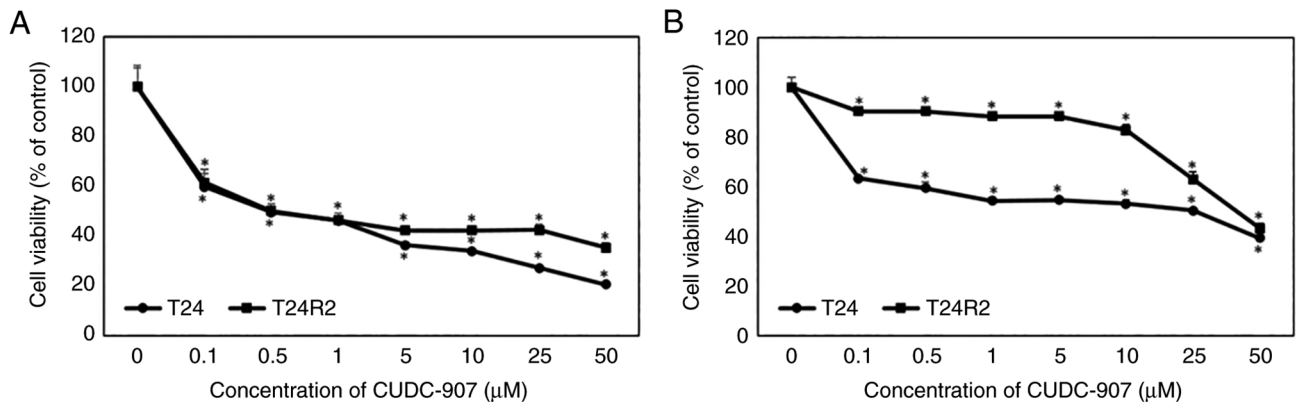 A
120
100
80
60
40
20
0
Cell viability (% of control)
* * * * * * * * * * * * *
T24 T24R2
0 0.1 0.5 1 5 10 25 50
Concentration of CUDC-907 (μM)
B
120
100
80
60
40
20
0
Cell viability (% of control)
* * * * * * * * * * * * * *
T24 T24R2
0 0.1 0.5 1 5 10 25 50
Concentration of CUDC-907 (μM)